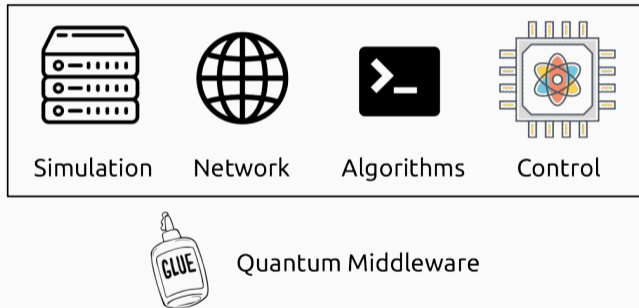 Simulation Network Algorithms Control
GLUE
Quantum Middleware